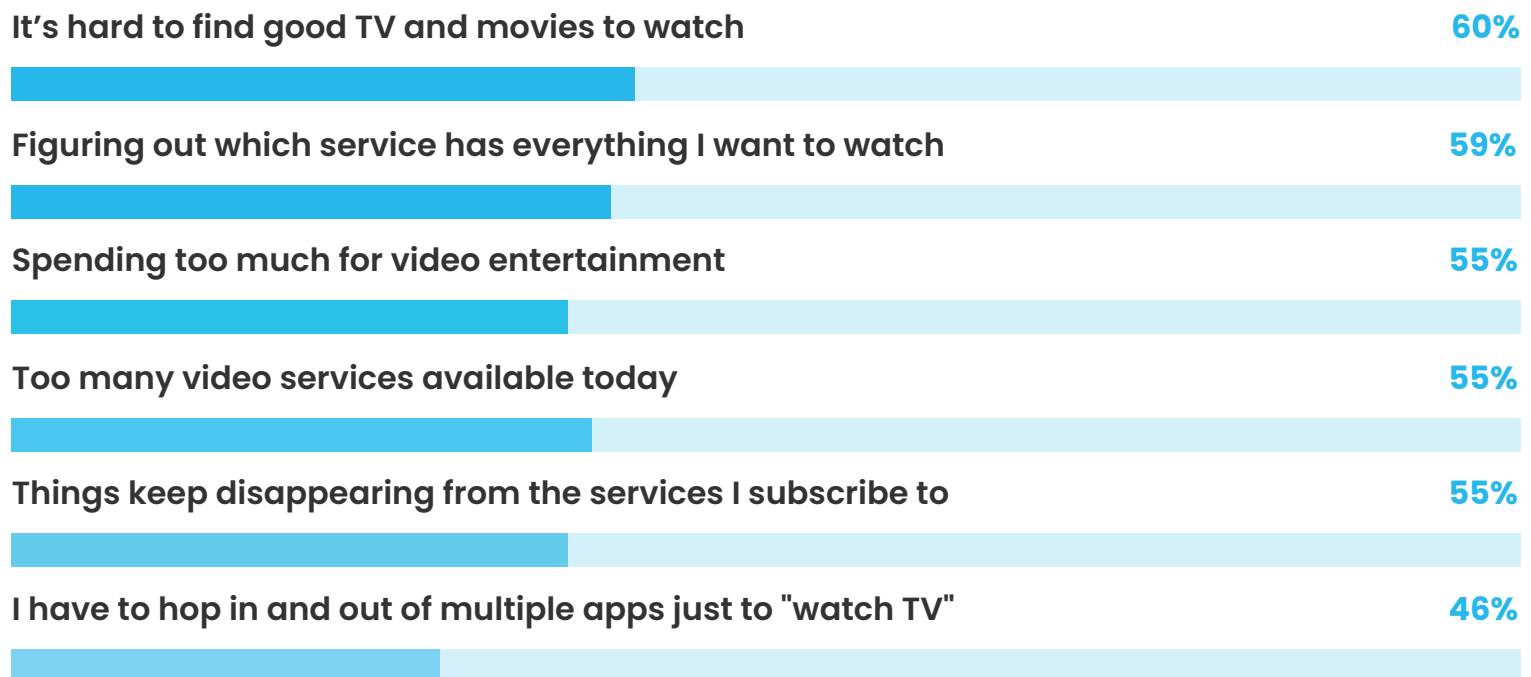 It’s hard to find good TV and movies to watch 60%
Figuring out which service has everything I want to watch 59%
Spending too much for video entertainment 55%
Too many video services available today 55%
Things keep disappearing from the services I subscribe to 55%
I have to hop in and out of multiple apps just to "watch TV" 46%